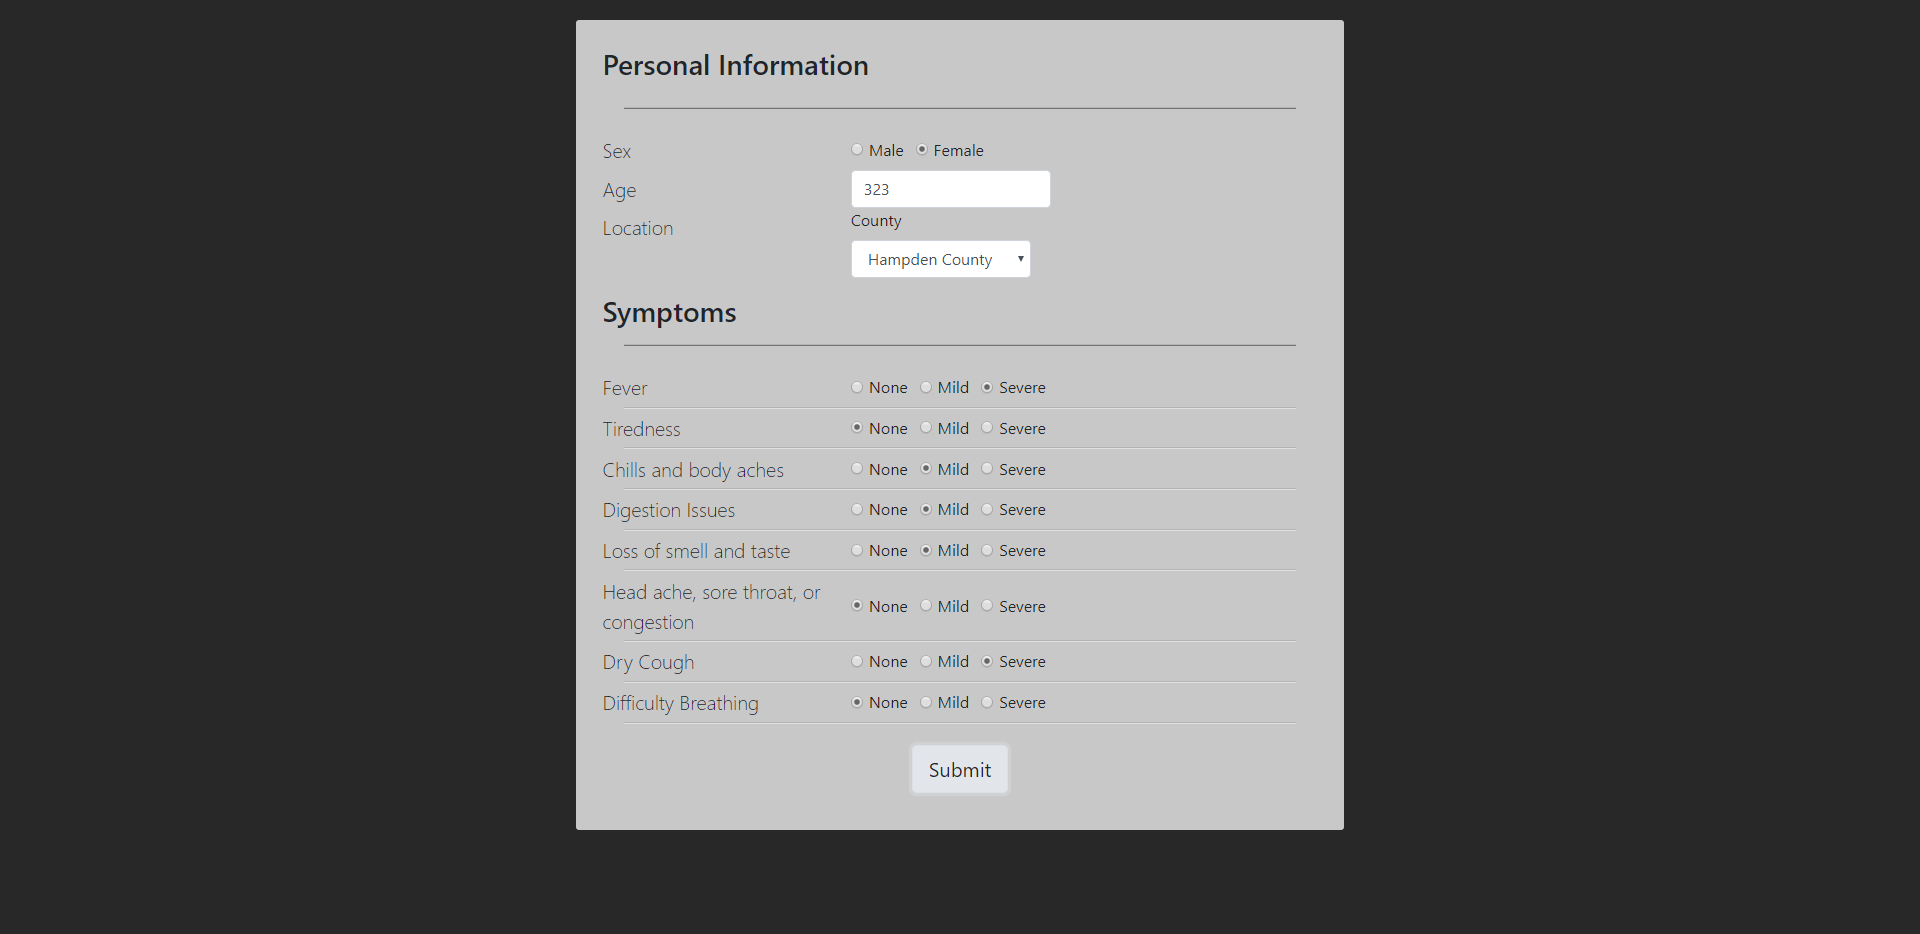 Personal Information
Sex Male Female
Age 323
Location County
Hampden County
Symptoms
Fever None Mild Severe
Tiredness None Mild Severe
Chills and body aches None Mild Severe
Digestion Issues None Mild Severe
Loss of smell and taste None Mild Severe
Head ache, sore throat, or
congestion None Mild Severe
Dry Cough None Mild Severe
Difficulty Breathing None Mild Severe
Submit